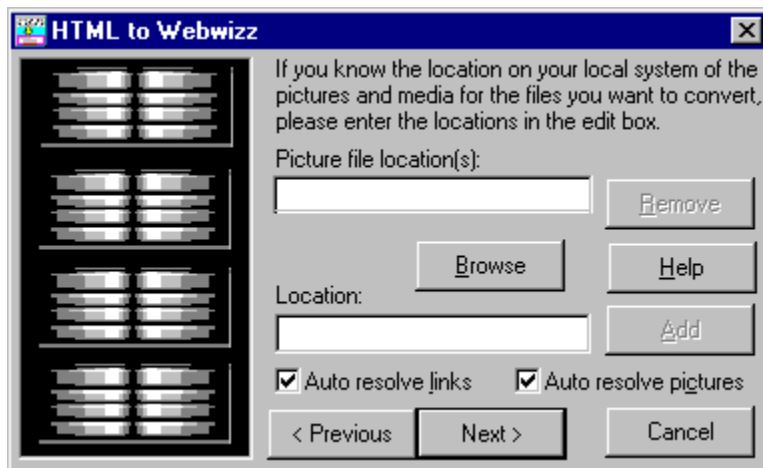 HTML to Webwizz
If you know the location on your local system of the
pictures and media for the files you want to convert,
please enter the locations in the edit box.
Picture file location(s):
Remove
Browse
Help
Location:
Add
Auto resolve links
Auto resolve pictures
< Previous
Next >
Cancel